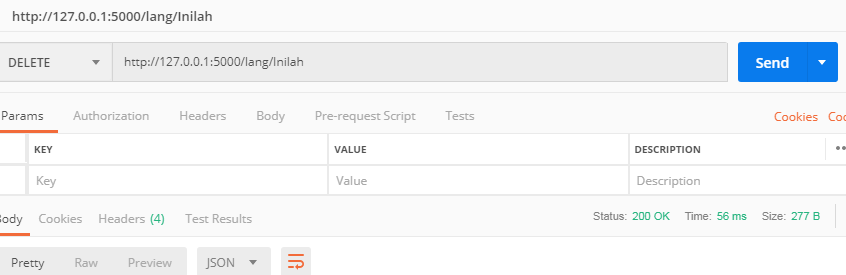 http://127.0.0.1:5000/lang/Inilah
DELETE http://127.0.0.1:5000/lang/Inilah Send
Params Authorization Headers Body Pre-request Script Tests Cookies
KEY VALUE DESCRIPTION
Key Value Description
Body Cookies Headers (4) Test Results Status: 200 OK Time: 56 ms Size: 277 B
Pretty Raw Preview JSON